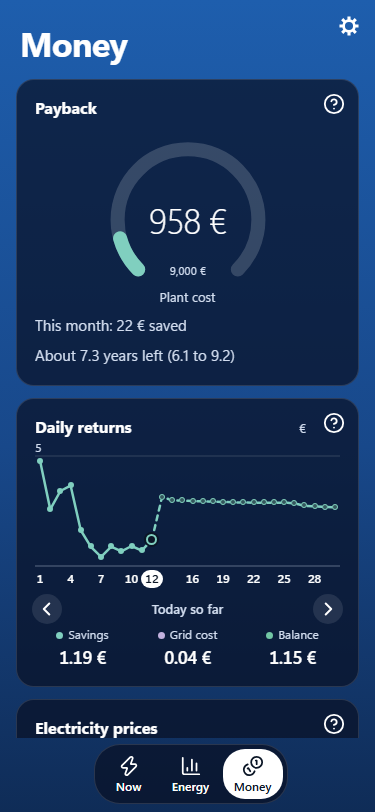 Money
Payback
958 €
9,000 €
Plant cost
This month: 22 € saved
About 7.3 years left (6.1 to 9.2)
Daily returns €
5
1 4 7 10 12 16 19 22 25 28
Today so far
Savings Grid cost Balance
1.19 € 0.04 € 1.15 €
Electricity prices
Now Energy Money